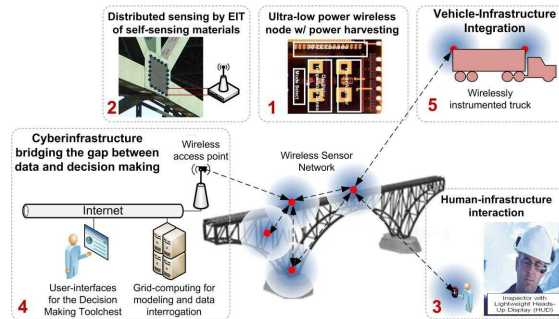 Distributed sensing by EIT
of self-sensing materials
2
Ultra-low power wireless
node w/ power harvesting
Mode Select
1
Vehicle-Infrastructure
Integration
5
Wirelessly
instrumented truck
Cyberinfrastructure
bridging the gap between
data and decision making
Wireless
access point
Internet
User-interfaces
for the Decision
Making Toolchest
Grid-computing for
modeling and data
interrogation
4
Wireless Sensor
Network
Human-infrastructure
interaction
3
Inspector with
Lightweight Heads-
Up Display (HUD)